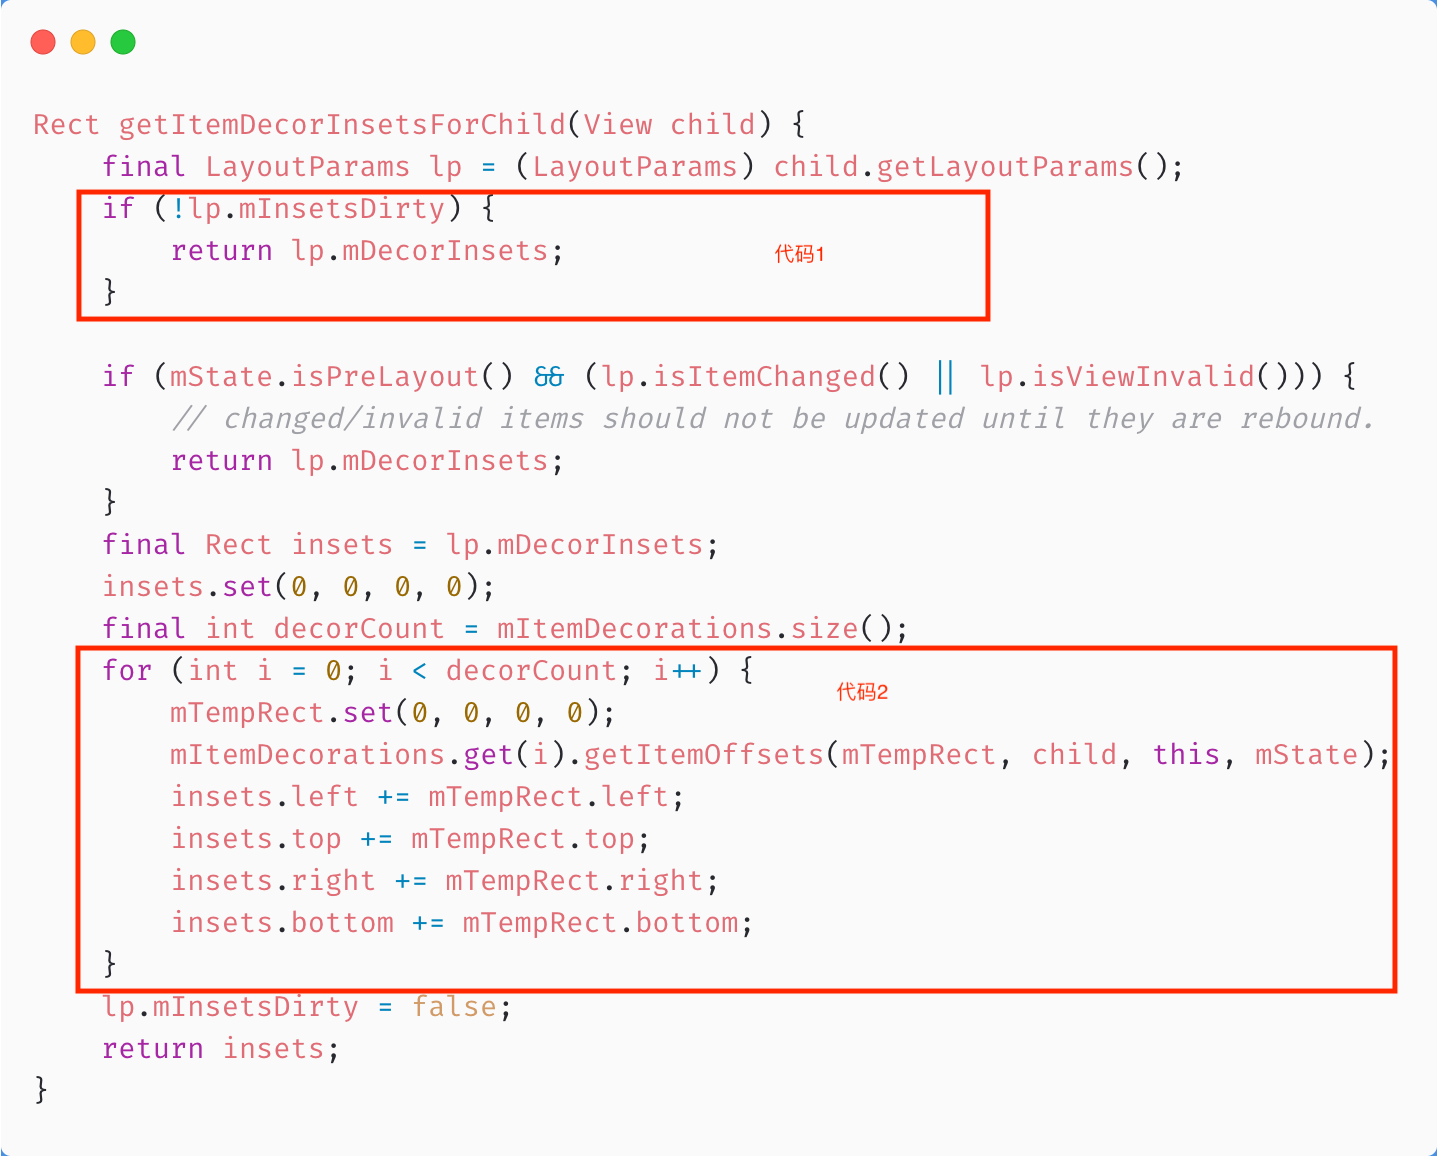 Rect getItemDecorInsetsForChild(View child) {
    final LayoutParams lp = (LayoutParams) child.getLayoutParams();
    if (!lp.mInsetsDirty) {
        return lp.mDecorInsets; 代码1
    }
    if (mState.isPreLayout() && (lp.isItemChanged() || lp.isViewInvalid())) {
        // changed/invalid items should not be updated until they are rebound.
        return lp.mDecorInsets;
    }
    final Rect insets = lp.mDecorInsets;
    insets.set(0, 0, 0, 0);
    final int decorCount = mItemDecorations.size();
    for (int i = 0; i < decorCount; i++) {
代码2
        mTempRect.set(0, 0, 0, 0);
        mItemDecorations.get(i).getItemOffsets(mTempRect, child, this, mState);
        insets.left += mTempRect.left;
        insets.top += mTempRect.top;
        insets.right += mTempRect.right;
        insets.bottom += mTempRect.bottom;
    }
    lp.mInsetsDirty = false;
    return insets;
}